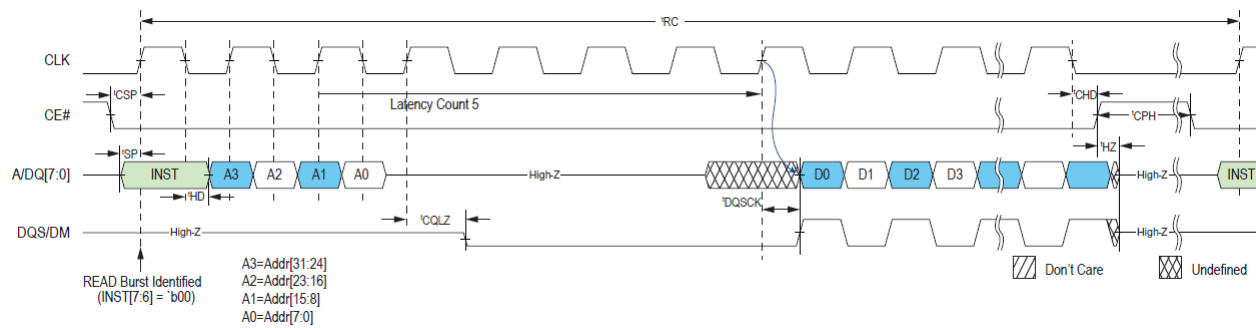 tRC
CLK
tCSP
Latency Count 5
tCHD
CE#
tCPH
tSP
tHZ
A/DQ[7:0]
INST
A3
A2
A1
A0
High-Z
D0
D1
D2
D3
High-Z
INST
tHD
tDQSCK
tCQLZ
DQS/DM
High-Z
High-Z
READ Burst Identified
(INST[7:6] = `b00)
A3=Addr[31:24]
A2=Addr[23:16]
A1=Addr[15:8]
A0=Addr[7:0]
Don't Care
Undefined